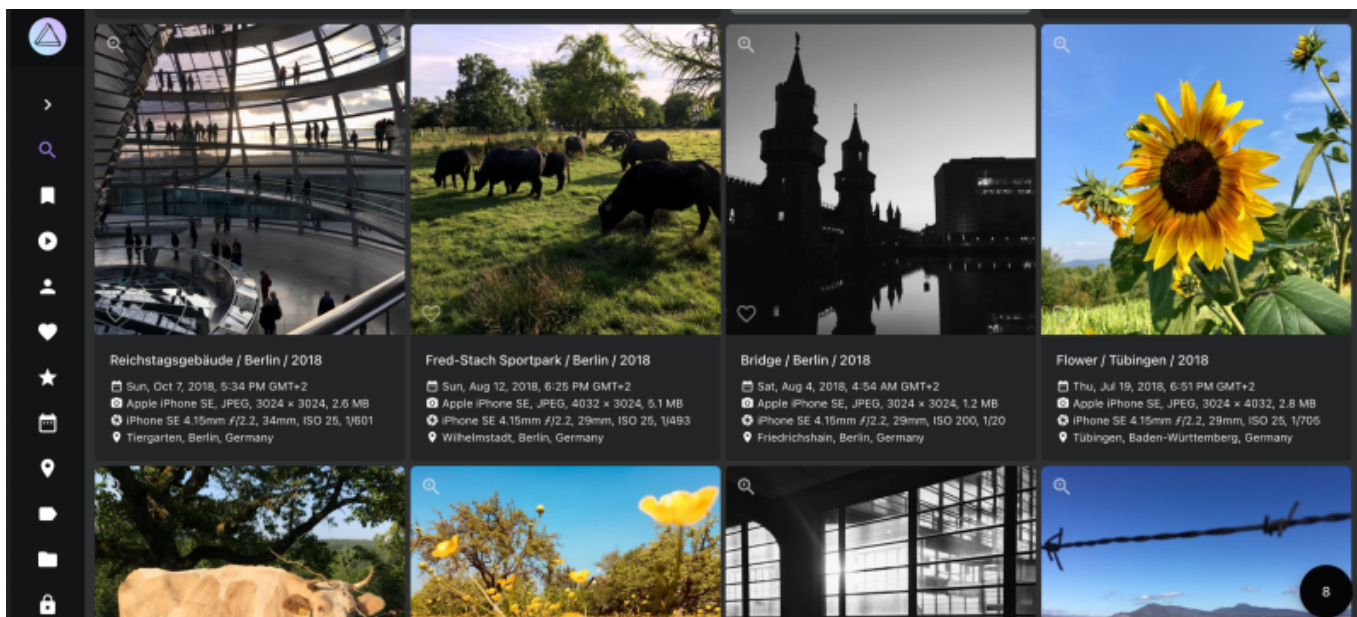 Reichstagsgebäude / Berlin / 2018
Sun, Oct 7, 2018, 5:34 PM GMT+2
Apple iPhone SE, JPEG, 3024 × 3024, 2.6 MB
iPhone SE 4.15mm ƒ/2.2, 34mm, ISO 25, 1/601
Tiergarten, Berlin, Germany
Fred-Stach Sportpark / Berlin / 2018
Sun, Aug 12, 2018, 6:25 PM GMT+2
Apple iPhone SE, JPEG, 4032 × 3024, 5.1 MB
iPhone SE 4.15mm ƒ/2.2, 29mm, ISO 25, 1/493
Wilhelmstadt, Berlin, Germany
Bridge / Berlin / 2018
Sat, Aug 4, 2018, 4:54 AM GMT+2
Apple iPhone SE, JPEG, 3024 × 3024, 1.2 MB
iPhone SE 4.15mm ƒ/2.2, 29mm, ISO 200, 1/20
Friedrichshain, Berlin, Germany
Flower / Tübingen / 2018
Thu, Jul 19, 2018, 6:51 PM GMT+2
Apple iPhone SE, JPEG, 3024 × 4032, 2.8 MB
iPhone SE 4.15mm ƒ/2.2, 29mm, ISO 25, 1/705
Tübingen, Baden-Württemberg, Germany
8